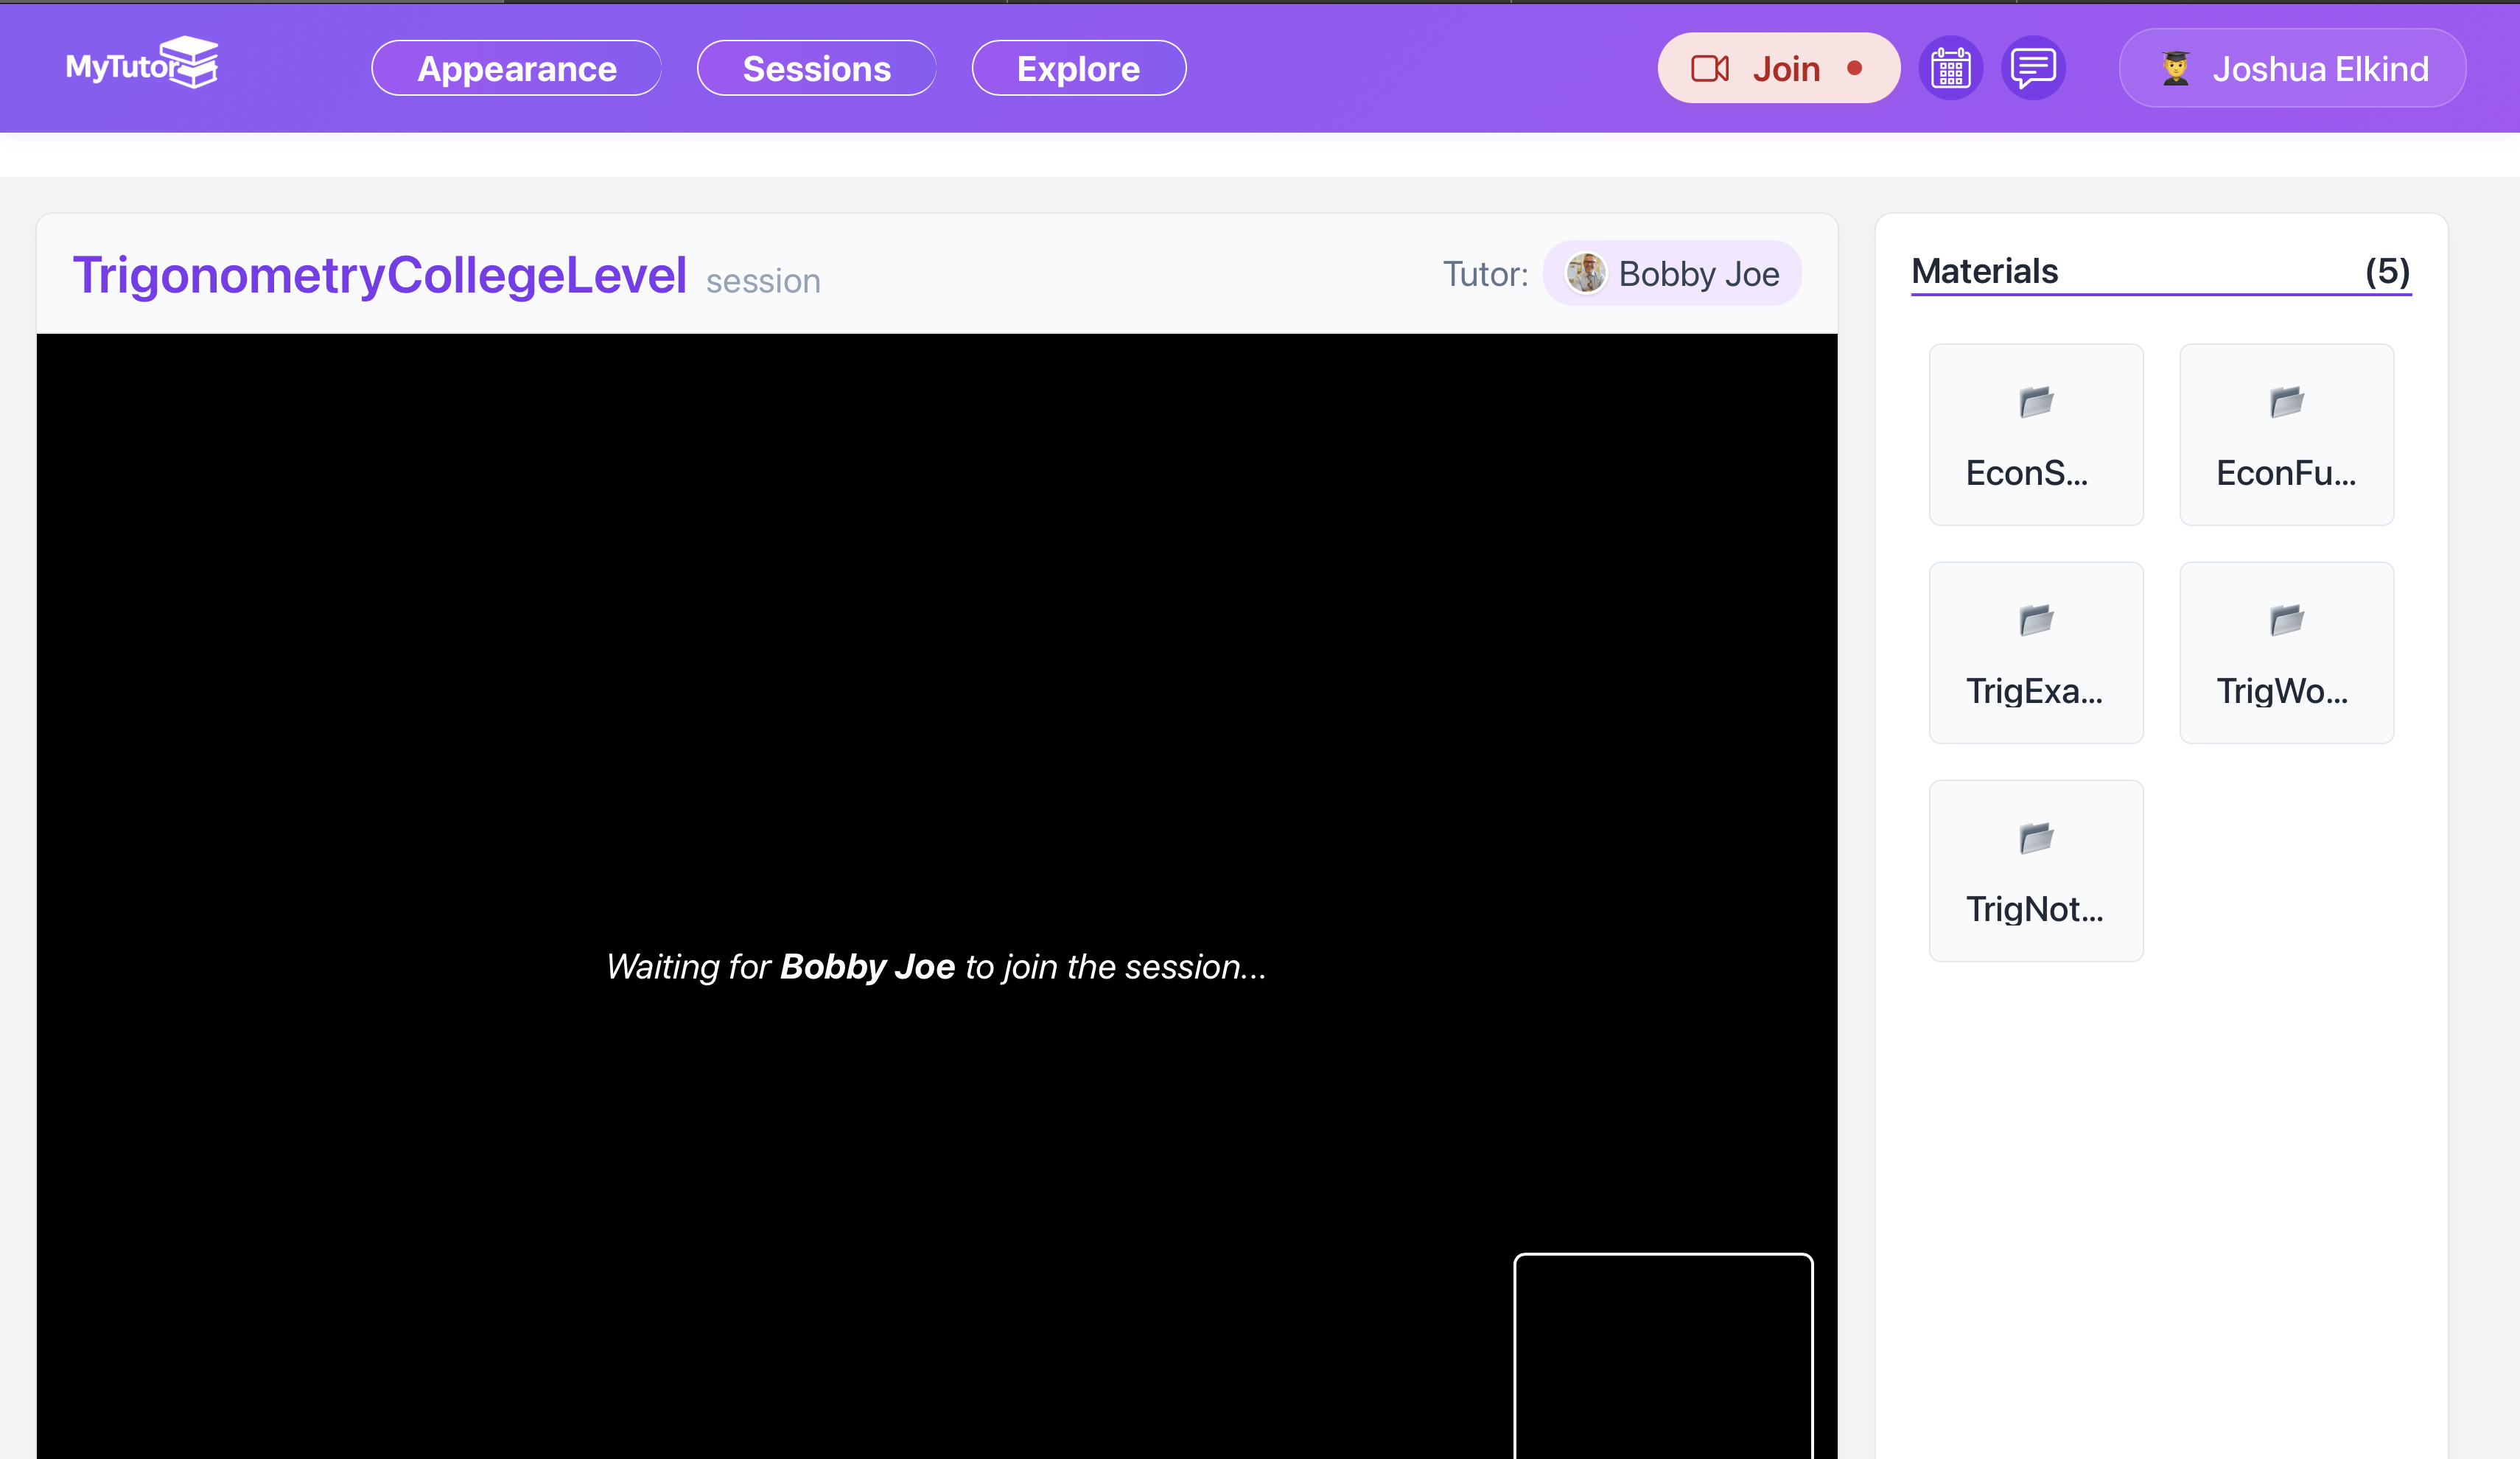 MyTutor
Appearance
Sessions
Explore
Join
Joshua Elkind
TrigonometryCollegeLevel session
Tutor: Bobby Joe
Waiting for Bobby Joe to join the session...
Materials (5)
EconS...
EconFu...
TrigExa...
TrigWo...
TrigNot...